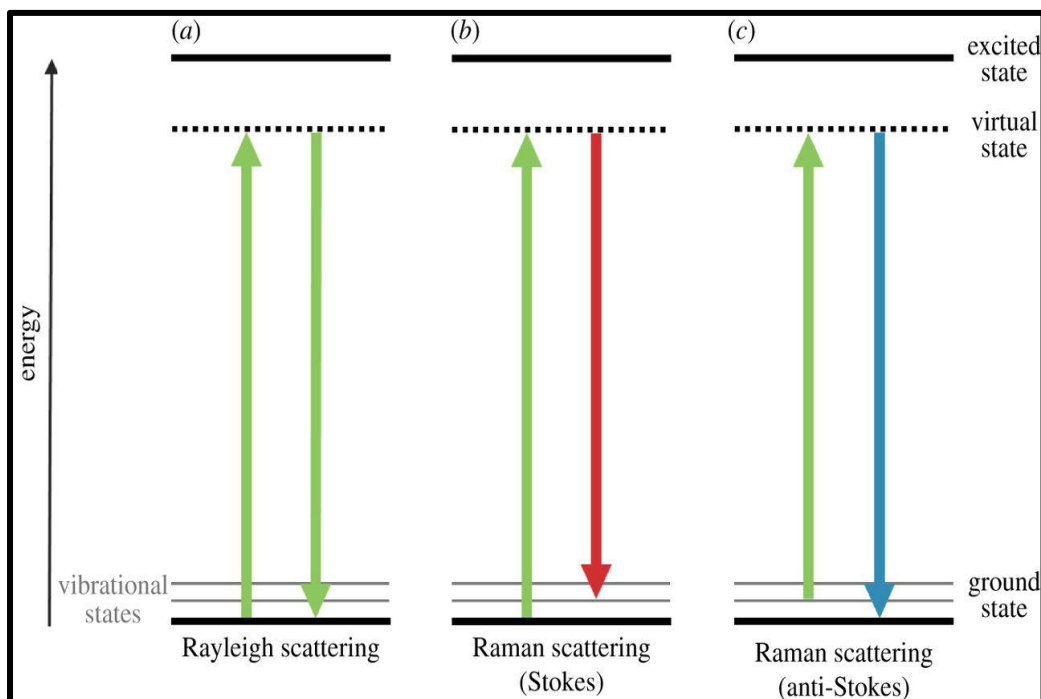 (a)
(b)
(c)
excited
state
virtual
state
energy
vibrational
states
ground
state
Rayleigh scattering
Raman scattering
(Stokes)
Raman scattering
(anti-Stokes)